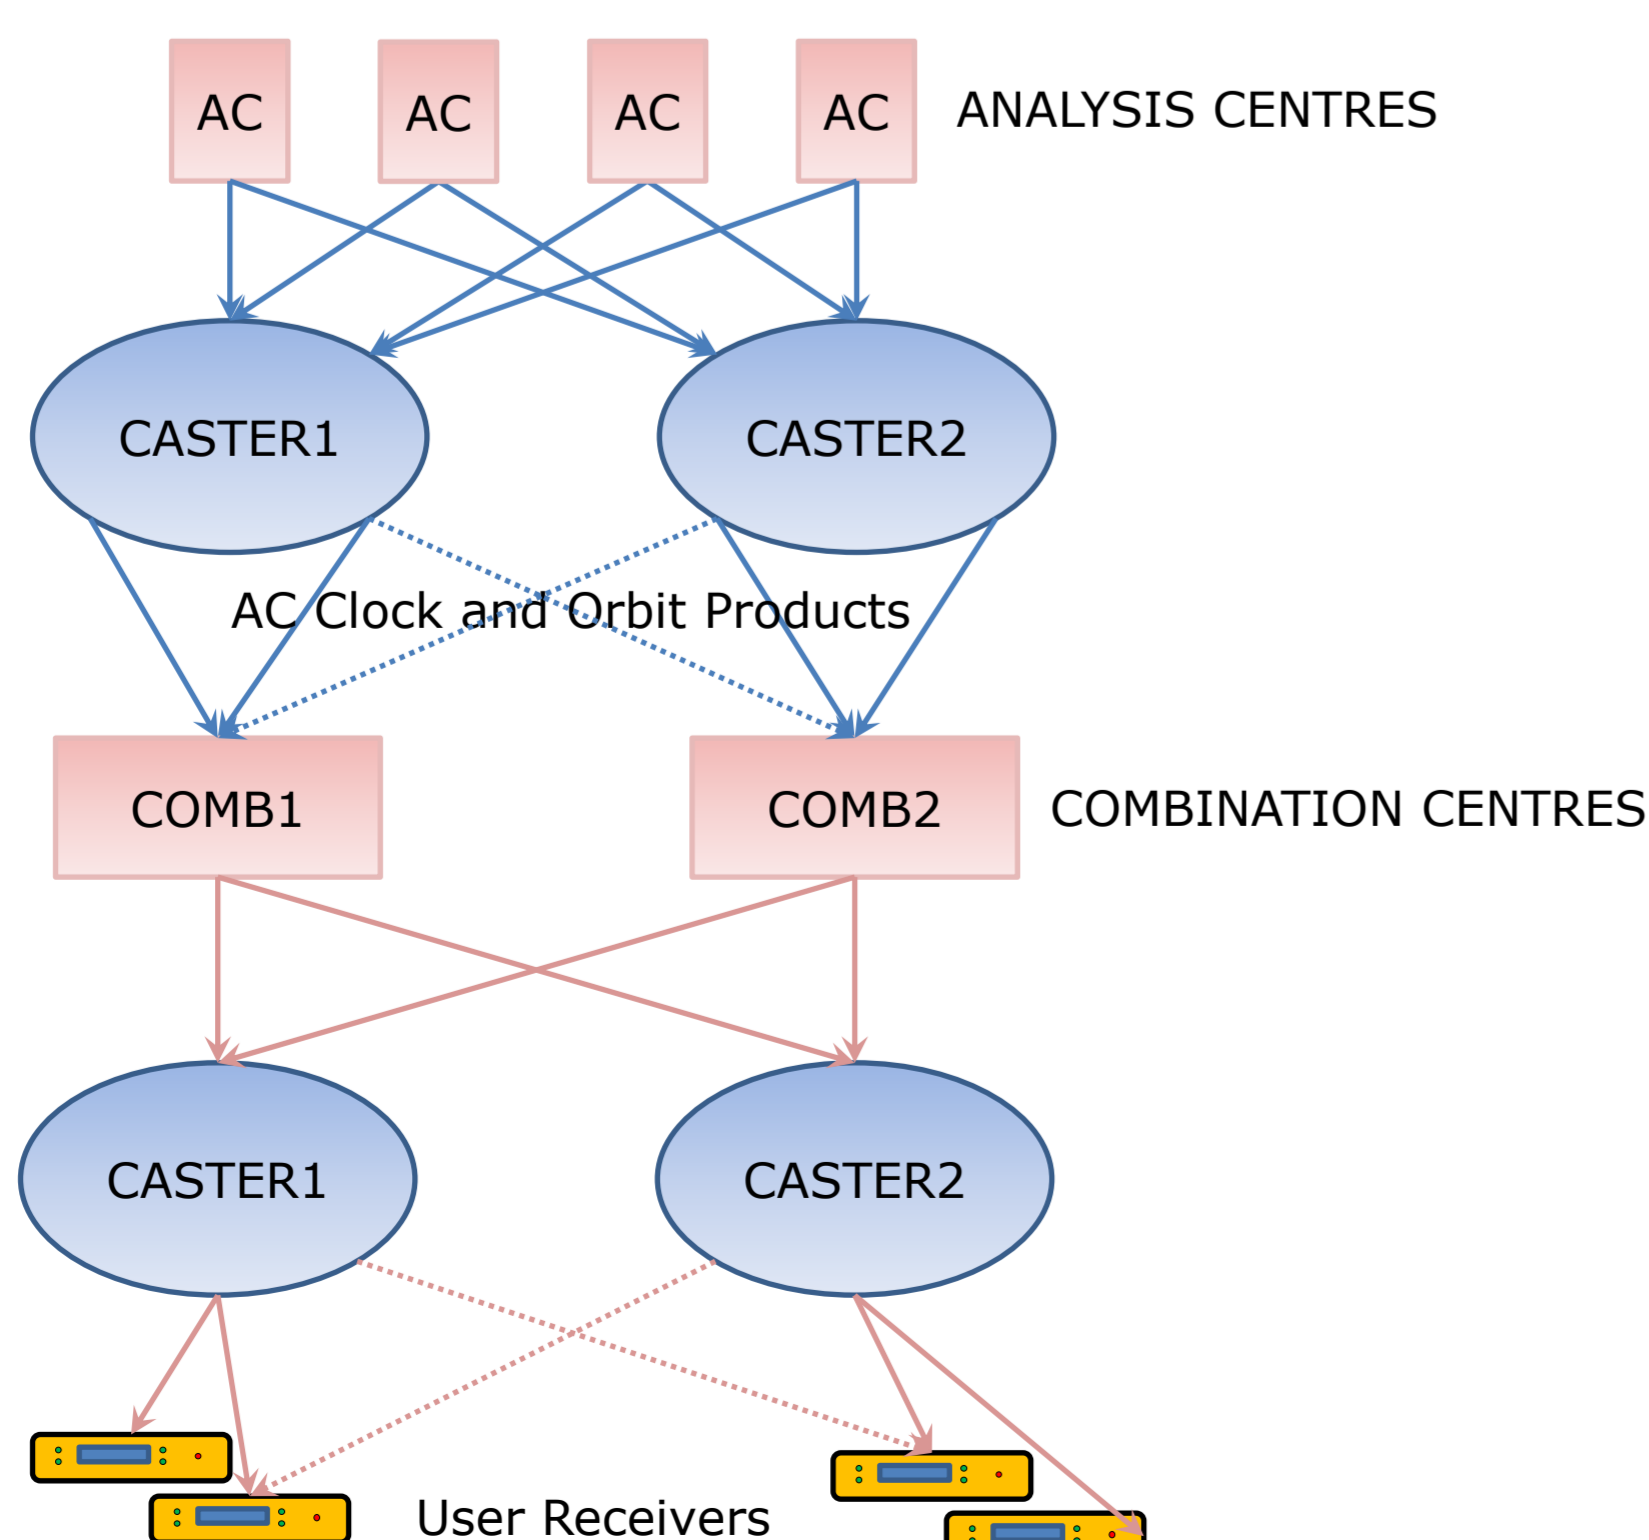 AC AC AC AC ANALYSIS CENTRES
CASTER1 CASTER2
AC Clock and Orbit Products
COMB1 COMB2 COMBINATION CENTRES
CASTER1 CASTER2
User Receivers